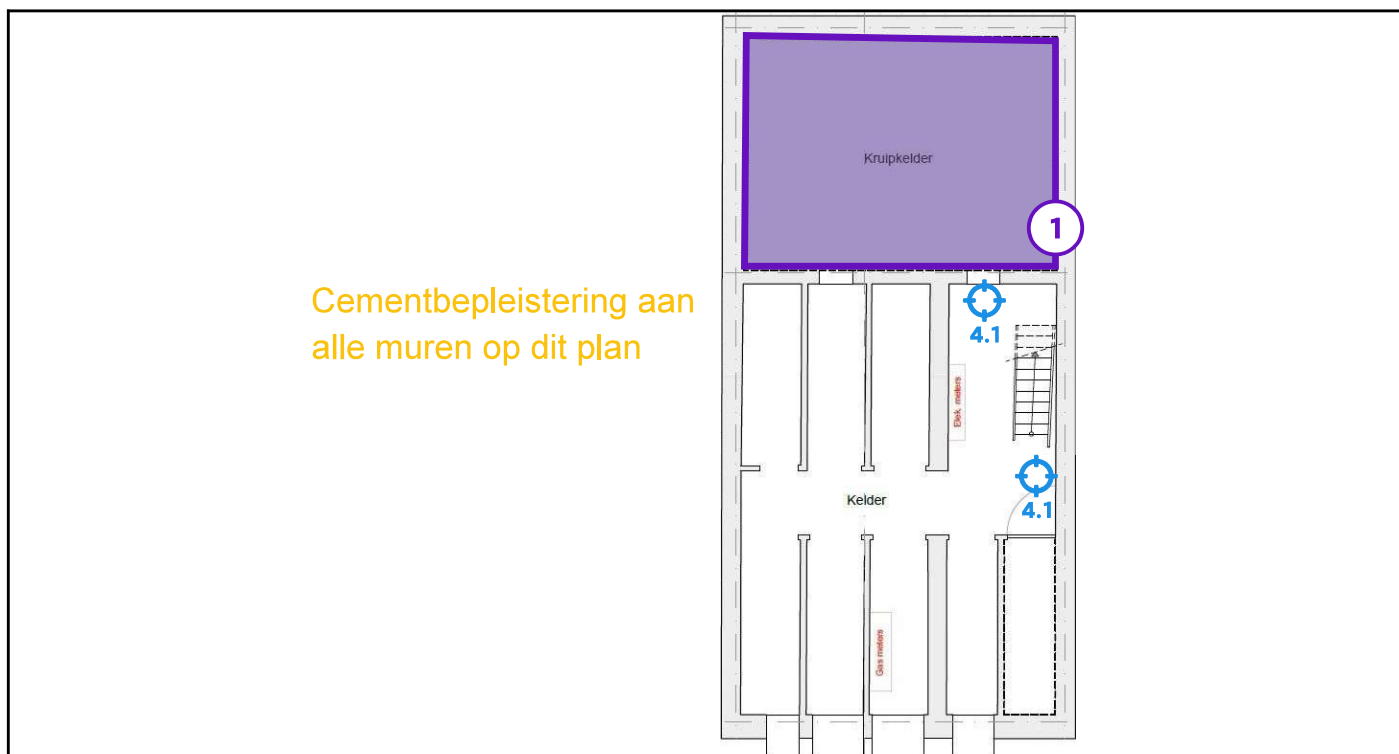 Kruipkelder
1
Cementbepleistering aan
alle muren op dit plan
4.1
Elek. meters
4.1
Kelder
Gas meters